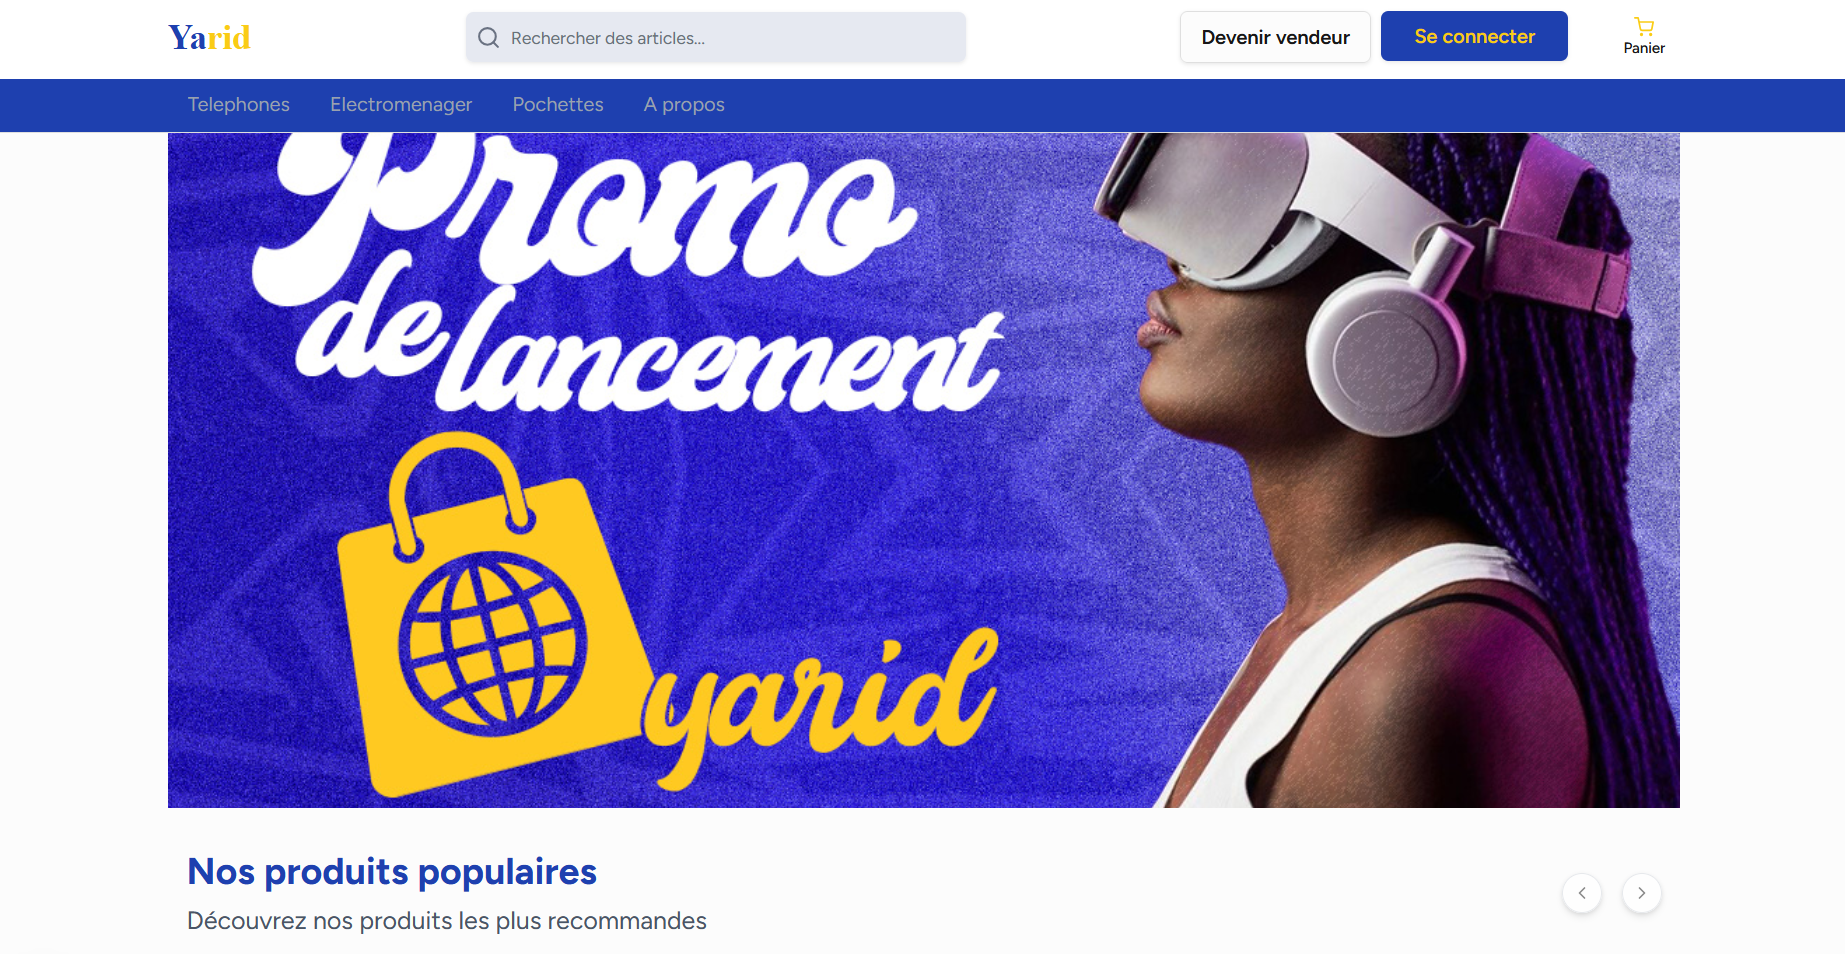 Yarid
Rechercher des articles...
Devenir vendeur
Se connecter
Panier
Telephones
Electromenager
Pochettes
A propos
Promo
de lancement
yarid
Nos produits populaires
Découvrez nos produits les plus recommandes